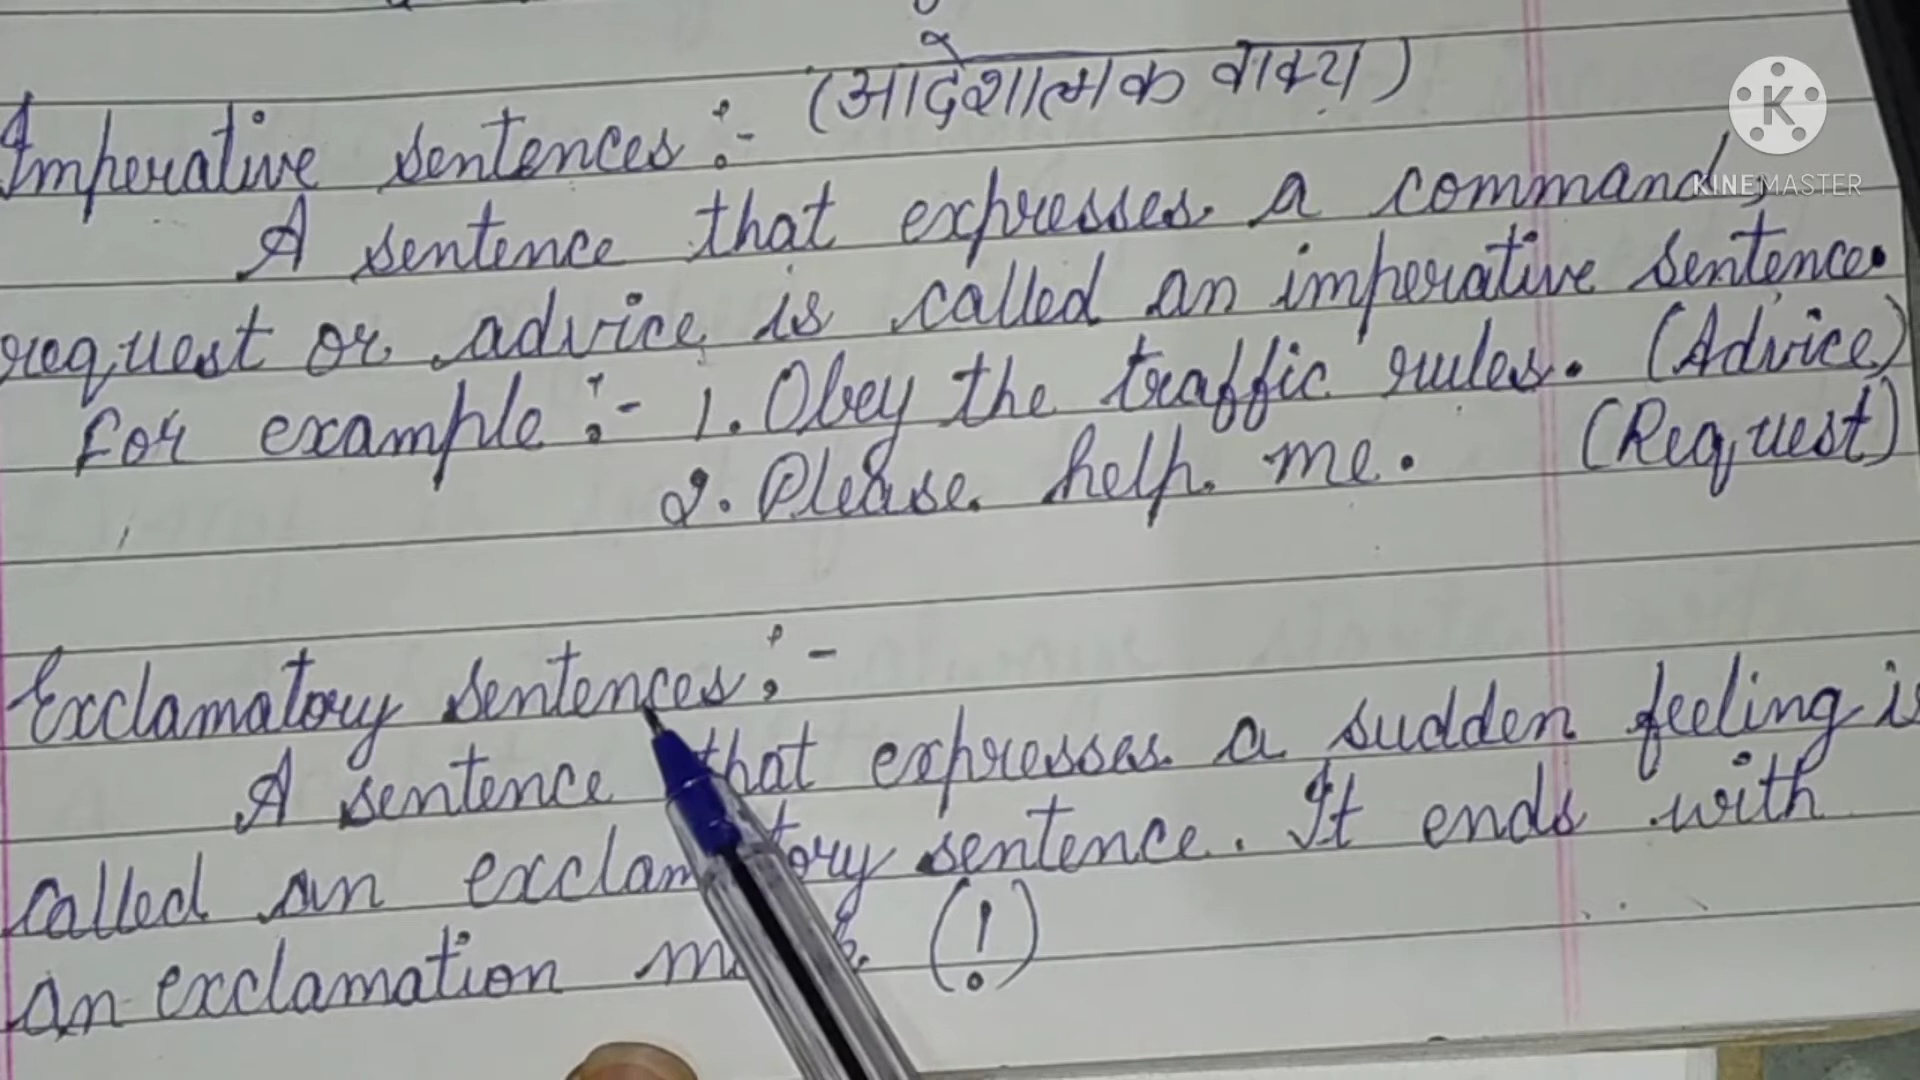 (आदेशात्मक वाक्य)
Imperative sentences :-
A sentence that expresses a command,
request or advice is called an imperative sentence.
For example :- 1. Obey the traffic rules. (Advice)
2. Please help me. (Request)
Exclamatory sentences :-
A sentence that expresses a sudden feeling is
called an exclamatory sentence. It ends with
an exclamation mark (!)
KINEMASTER